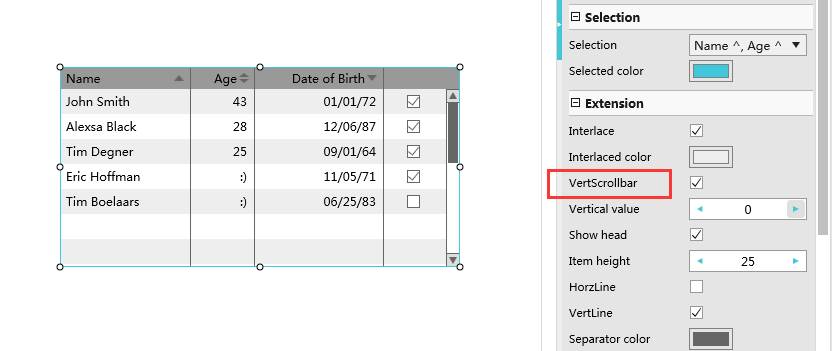 Name Age Date of Birth
John Smith 43 01/01/72
Alexsa Black 28 12/06/87
Tim Degner 25 09/01/64
Eric Hoffman :) 11/05/71
Tim Boelaars :) 06/25/83
Selection
Selection Name ^, Age ^
Selected color
Extension
Interlace
Interlaced color
VertScrollbar
Vertical value 0
Show head
Item height 25
HorzLine
VertLine
Separator color